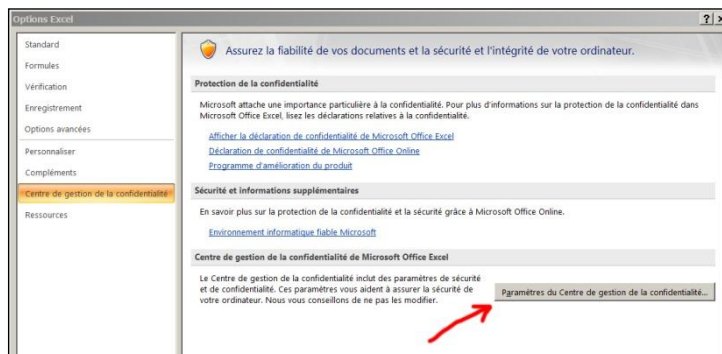 Options Excel
Standard
Formules
Vérification
Enregistrement
Options avancées
Personnaliser
Compléments
Centre de gestion de la confidentialité
Ressources
Assurez la fiabilité de vos documents et la sécurité et l'intégrité de votre ordinateur.
Protection de la confidentialité
Microsoft attache une importance particulière à la confidentialité. Pour plus d'informations sur la protection de la confidentialité dans
Microsoft Office Excel, lisez les déclarations relatives à la confidentialité.
Afficher la déclaration de confidentialité de Microsoft Office Excel
Déclaration de confidentialité de Microsoft Office Online
Programme d'amélioration du produit
Sécurité et informations supplémentaires
En savoir plus sur la protection de la confidentialité et la sécurité grâce à Microsoft Office Online.
Environnement informatique fiable Microsoft
Centre de gestion de la confidentialité de Microsoft Office Excel
Le Centre de gestion de la confidentialité inclut des paramètres de sécurité
et de confidentialité. Ces paramètres vous aident à assurer la sécurité de
votre ordinateur. Nous vous conseillons de ne pas les modifier.
Paramètres du Centre de gestion de la confidentialité...